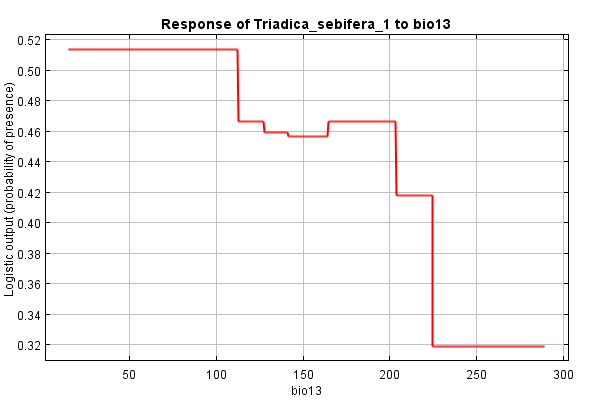 Response of Triadica_sebifera_1 to bio13
Logistic output (probability of presence)
0.52
0.50
0.48
0.46
0.44
0.42
0.40
0.38
0.36
0.34
0.32
50 100 150 200 250 300
bio13